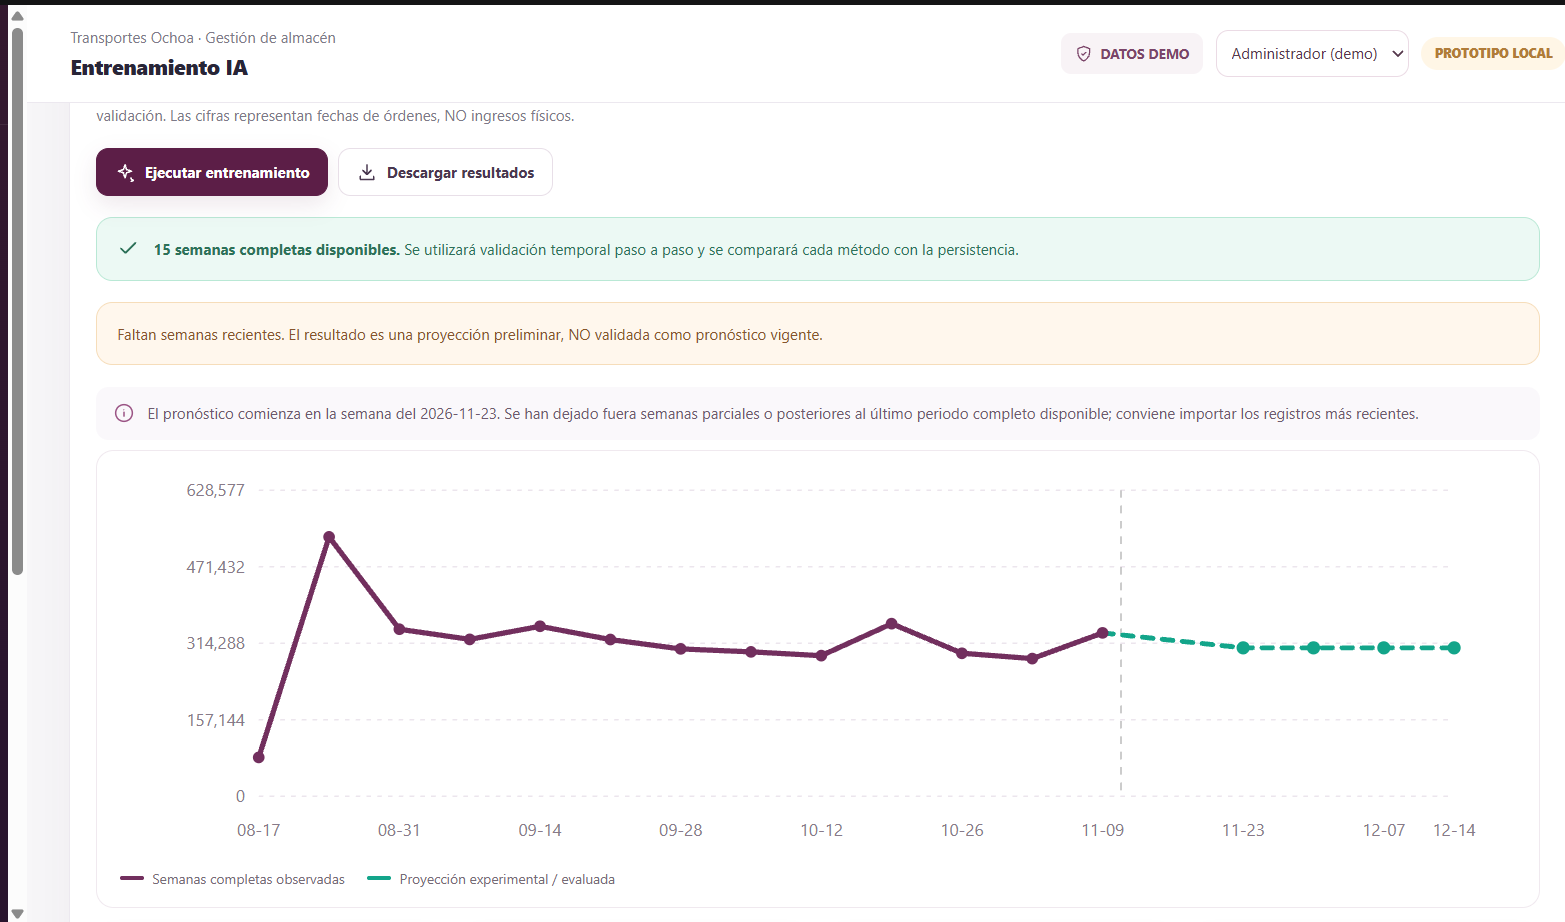 Transportes Ochoa · Gestión de almacén
Entrenamiento IA
DATOS DEMO
Administrador (demo)
PROTOTIPO LOCAL
validación. Las cifras representan fechas de órdenes, NO ingresos físicos.
Ejecutar entrenamiento
Descargar resultados
15 semanas completas disponibles. Se utilizará validación temporal paso a paso y se comparará cada método con la persistencia.
Faltan semanas recientes. El resultado es una proyección preliminar, NO validada como pronóstico vigente.
El pronóstico comienza en la semana del 2026-11-23. Se han dejado fuera semanas parciales o posteriores al último periodo completo disponible; conviene importar los registros más recientes.
628,577
471,432
314,288
157,144
0
08-17 08-31 09-14 09-28 10-12 10-26 11-09 11-23 12-07 12-14
Semanas completas observadas
Proyección experimental / evaluada